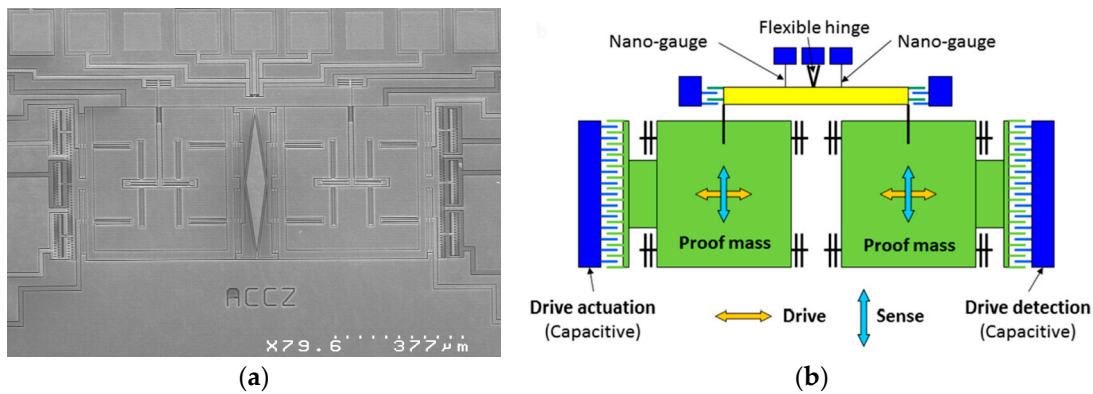 ACCZ
X79.6 377µm
(a)
b
Flexible hinge
Nano-gauge
Nano-gauge
Proof mass
Proof mass
Drive actuation
(Capacitive)
Drive
Sense
Drive detection
(Capacitive)
(b)